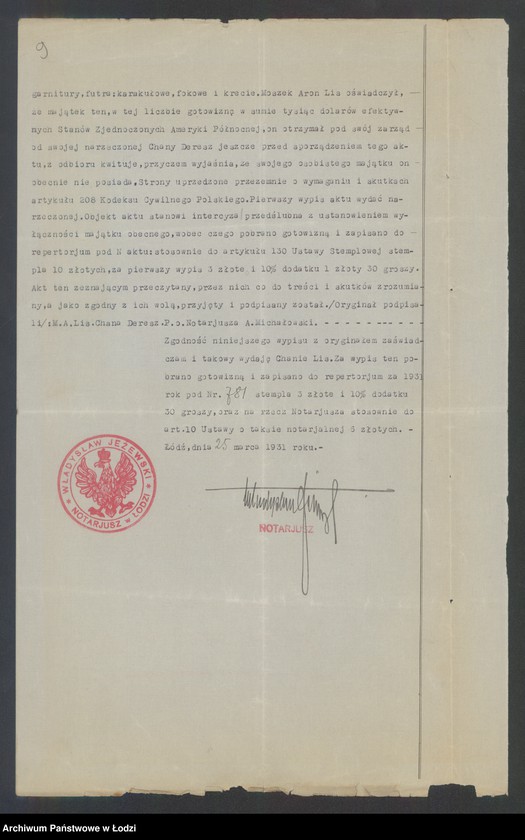 9
garnitury,futra:karakułowe,fokowe i krecie.Moszek Aron Lis oświadczył, —
że majątek ten,w tej liczbie gotowiznę w sumie tysiąc dolarów efektyw-
nych Stanów Zjednoczonych Ameryki Północnej,on otrzymał pod swój zarząd —
od swojej narzeczonej Chany Deresz jeszcze przed sporządzeniem tego ak-
tu,z odbioru kwituje,przyczem wyjaśnia,że swojego osobistego majątku on —
obecnie nie posiada,Strony uprzedzone przezemnie o wymaganiu i skutkach
artykułu 208 Kodeksu Cywilnego Polskiego.Pierwszy wypis aktu wydać na-
rzeczonej.Objekt aktu stanowi intercyza przedślubna z ustanowieniem wy-
łączności majątku obecnego,wobec czego pobrano gotowizną i zapisano do —
repertorjum pod N aktu:stosownie do artykułu 130 Ustawy Stemplowej stem-
pla 10 złotych,za pierwszy wypis 3 złote i 10% dodatku 1 złoty 30 groszy.
Akt ten zeznającym przeczytany,przez nich co do treści i skutków zrozumia-
ny,a jako zgodny z ich wolą,przyjęty i podpisany został./Oryginał podpisa-
li/:M.A.Lis.Chana Deresz.P.o.Notarjusza A.Michałowski. - - - - - - - - - - -
Zgodność niniejszego wypisu z oryginałem zaświad-
czam i takowy wydaję Chanie Lis.Za wypis ten po-
brano gotowizną i zapisano do repertorjum za 1931
rok pod Nr. 781 stempla 3 złote i 10% dodatku
30 groszy,oraz na rzecz Notarjusza stosownie do
art.10 Ustawy o taksie notarjalnej 6 złotych. -
Łódź,dnia 25 marca 1931 roku.-
WŁADYSŁAW JEŻEWSKI
NOTARJUSZ w ŁODZI
NOTARJUSZ
Archiwum Państwowe w Łodzi